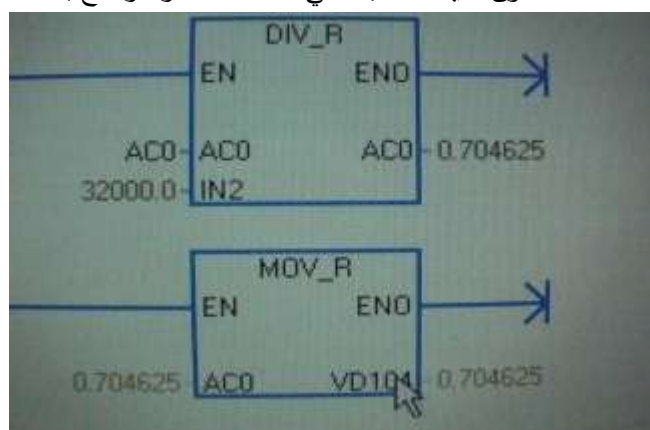 DIV_R
EN ENO
AC0 AC0 AC0 0.704625
32000.0 IN2
MOV_R
EN ENO
0.704625 AC0 VD104 0.704625